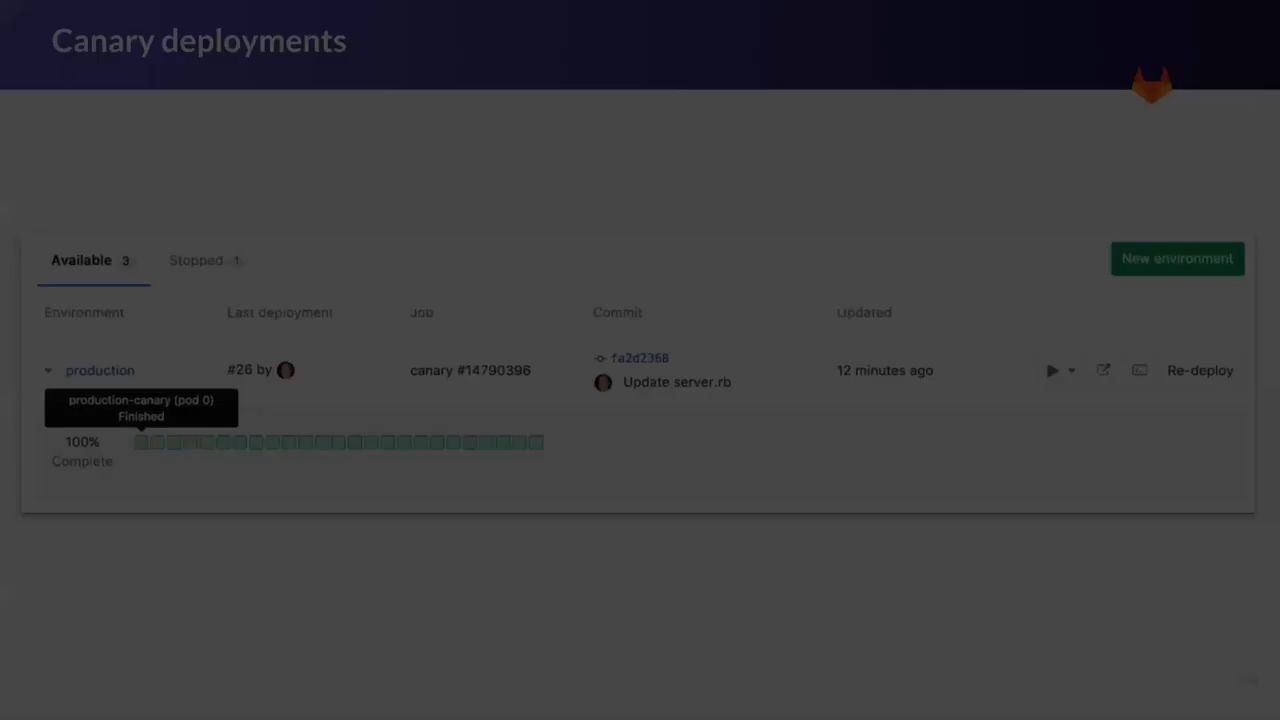 Canary deployments
Available 3 Stopped 1
New environment
Environment Last deployment Job Commit Updated
production #26 by canary #14790396 fa2d2368 12 minutes ago Re-deploy
Update server.rb
production-canary (pod 0)
Finished
100%
Complete